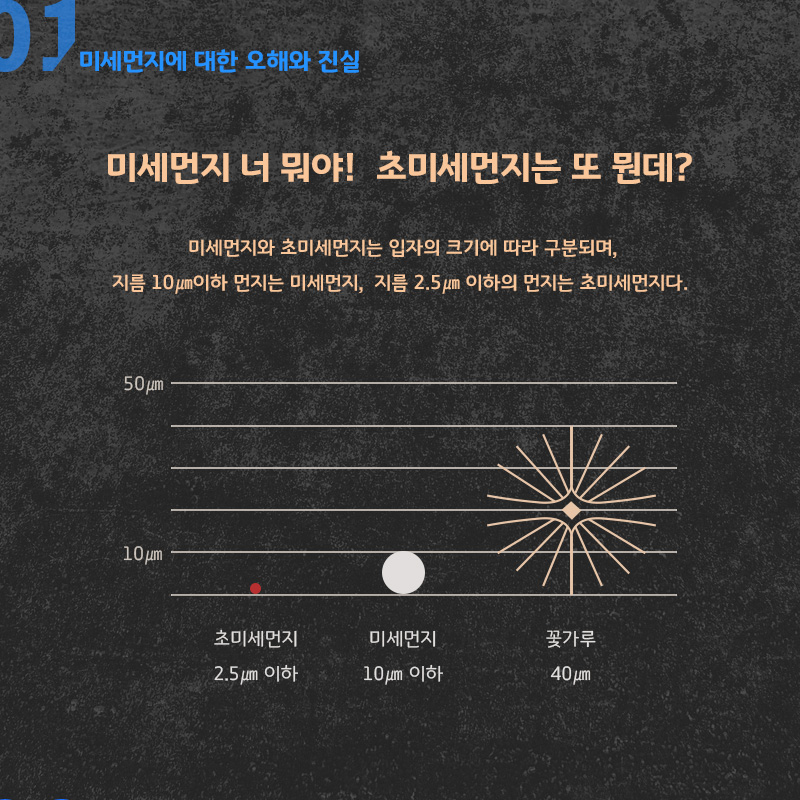 01
미세먼지에 대한 오해와 진실
미세먼지 너 뭐야! 초미세먼지는 또 뭔데?
미세먼지와 초미세먼지는 입자의 크기에 따라 구분되며,
지름 10㎛이하 먼지는 미세먼지, 지름 2.5㎛ 이하의 먼지는 초미세먼지다.
50㎛
10㎛
초미세먼지 미세먼지 꽃가루
2.5㎛ 이하 10㎛ 이하 40㎛